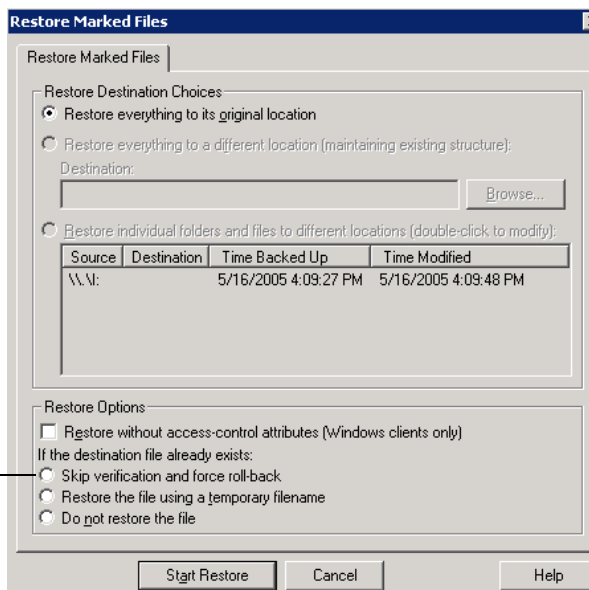 Restore Marked Files
Restore Marked Files
Restore Destination Choices
Restore everything to its original location
Restore everything to a different location (maintaining existing structure):
Destination:
Browse...
Restore individual folders and files to different locations (double-click to modify):
Source Destination Time Backed Up Time Modified
\\.\I: 5/16/2005 4:09:27 PM 5/16/2005 4:09:48 PM
Restore Options
Restore without access-control attributes (Windows clients only)
If the destination file already exists:
Skip verification and force roll-back
Restore the file using a temporary filename
Do not restore the file
Start Restore Cancel Help